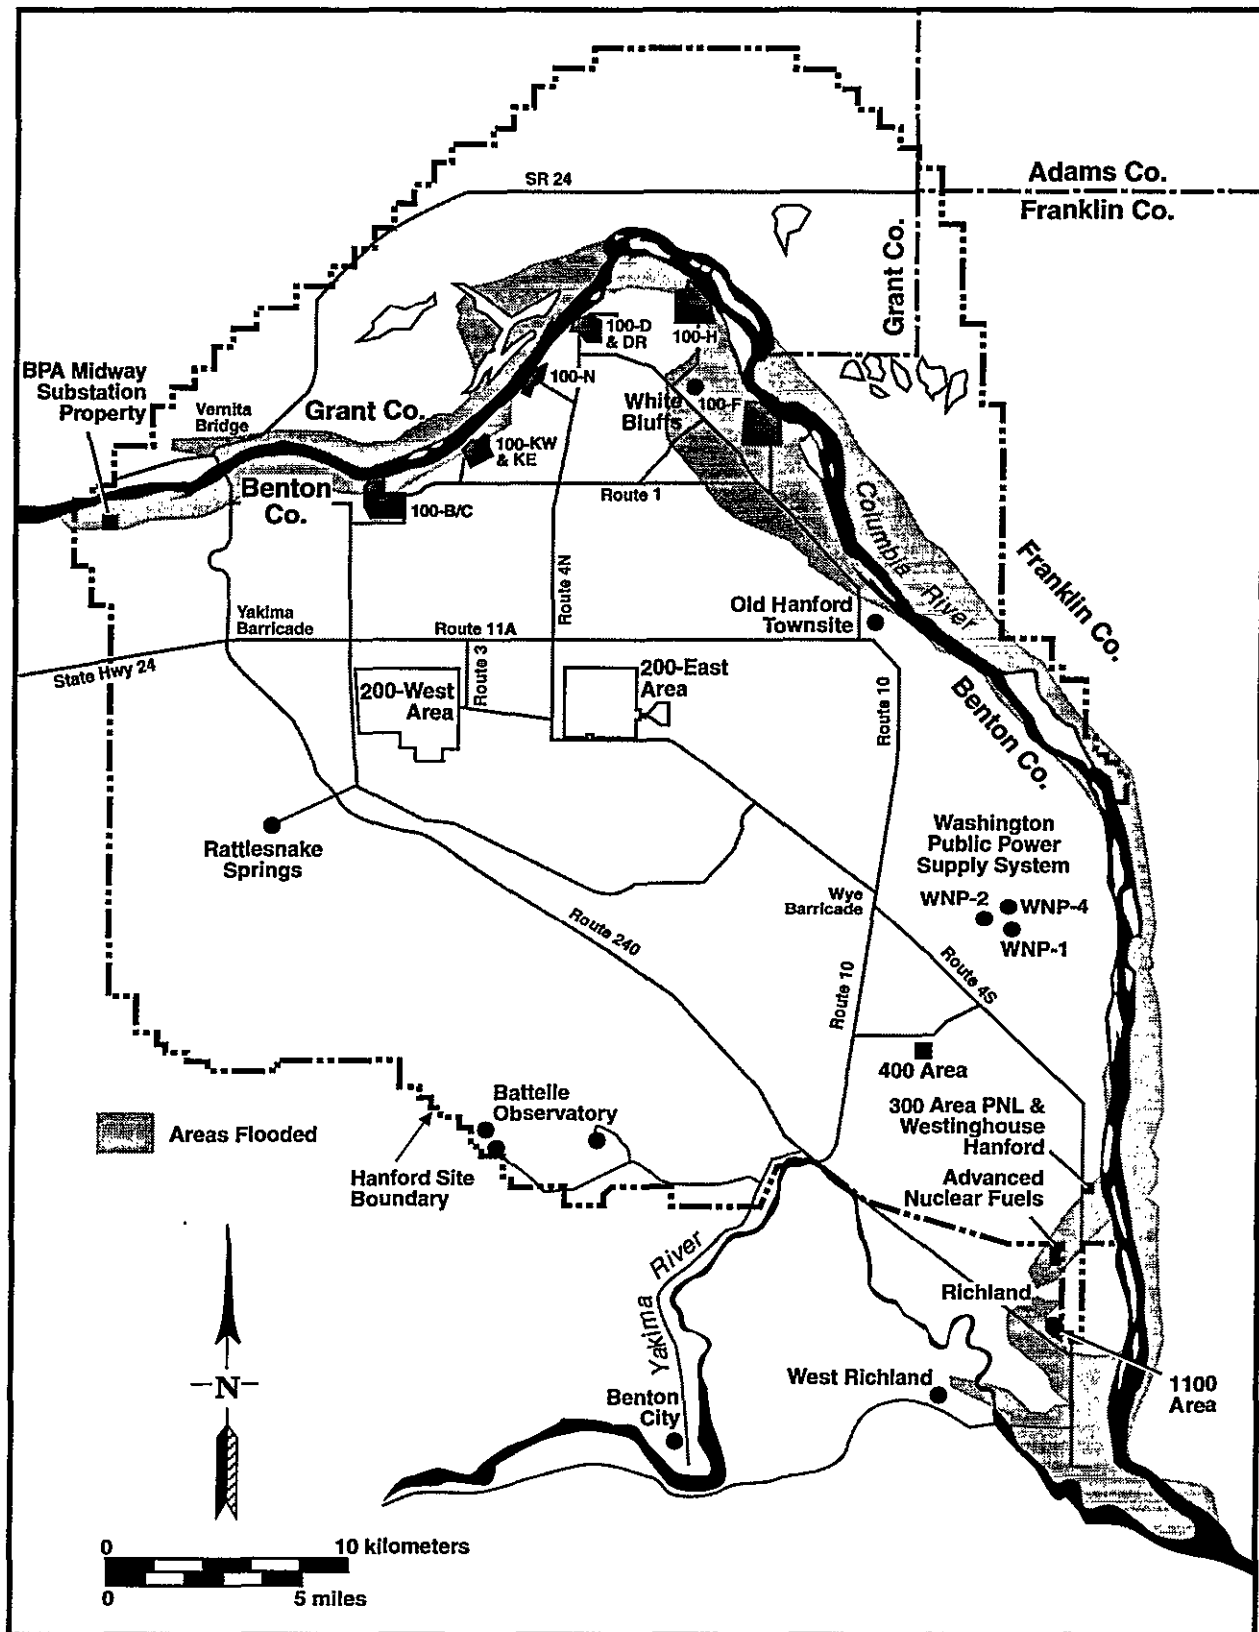 SR 24
Adams Co.
Franklin Co.
Grant Co.
100-D
& DR
100-H
BPA Midway
Substation
Property
Vernita
Bridge
Grant Co.
100-N
White
Bluffs
100-F
100-KW
& KE
Benton
Co.
100-B/C
Route 1
Columbia River
Route 4N
Franklin Co.
Old Hanford
Townsite
Yakima
Barricade
Route 11A
State Hwy 24
Route 3
200-West
Area
200-East
Area
Route 10
Benton Co.
Washington
Public Power
Supply System
Rattlesnake
Springs
WNP-2
WNP-4
WNP-1
Wye
Barricade
Route 240
Route 4S
Route 10
400 Area
Areas Flooded
Battelle
Observatory
300 Area PNL &
Westinghouse
Hanford
Hanford Site
Boundary
Advanced
Nuclear Fuels
Yakima River
Richland
West Richland
1100
Area
Benton
City
N
0
10 kilometers
0
5 miles